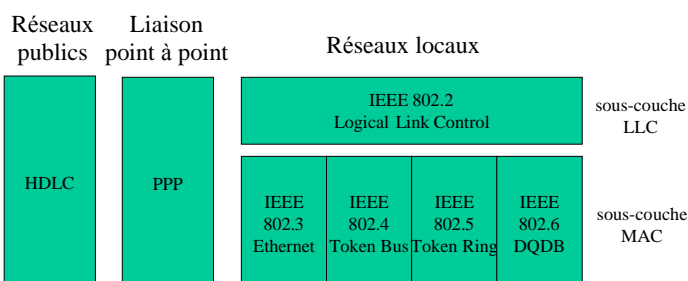 Réseaux
publics
Liaison
point à point
Réseaux locaux
HDLC
PPP
IEEE 802.2
Logical Link Control
sous-couche
LLC
IEEE
802.3
Ethernet
IEEE
802.4
Token Bus
IEEE
802.5
Token Ring
IEEE
802.6
DQDB
sous-couche
MAC